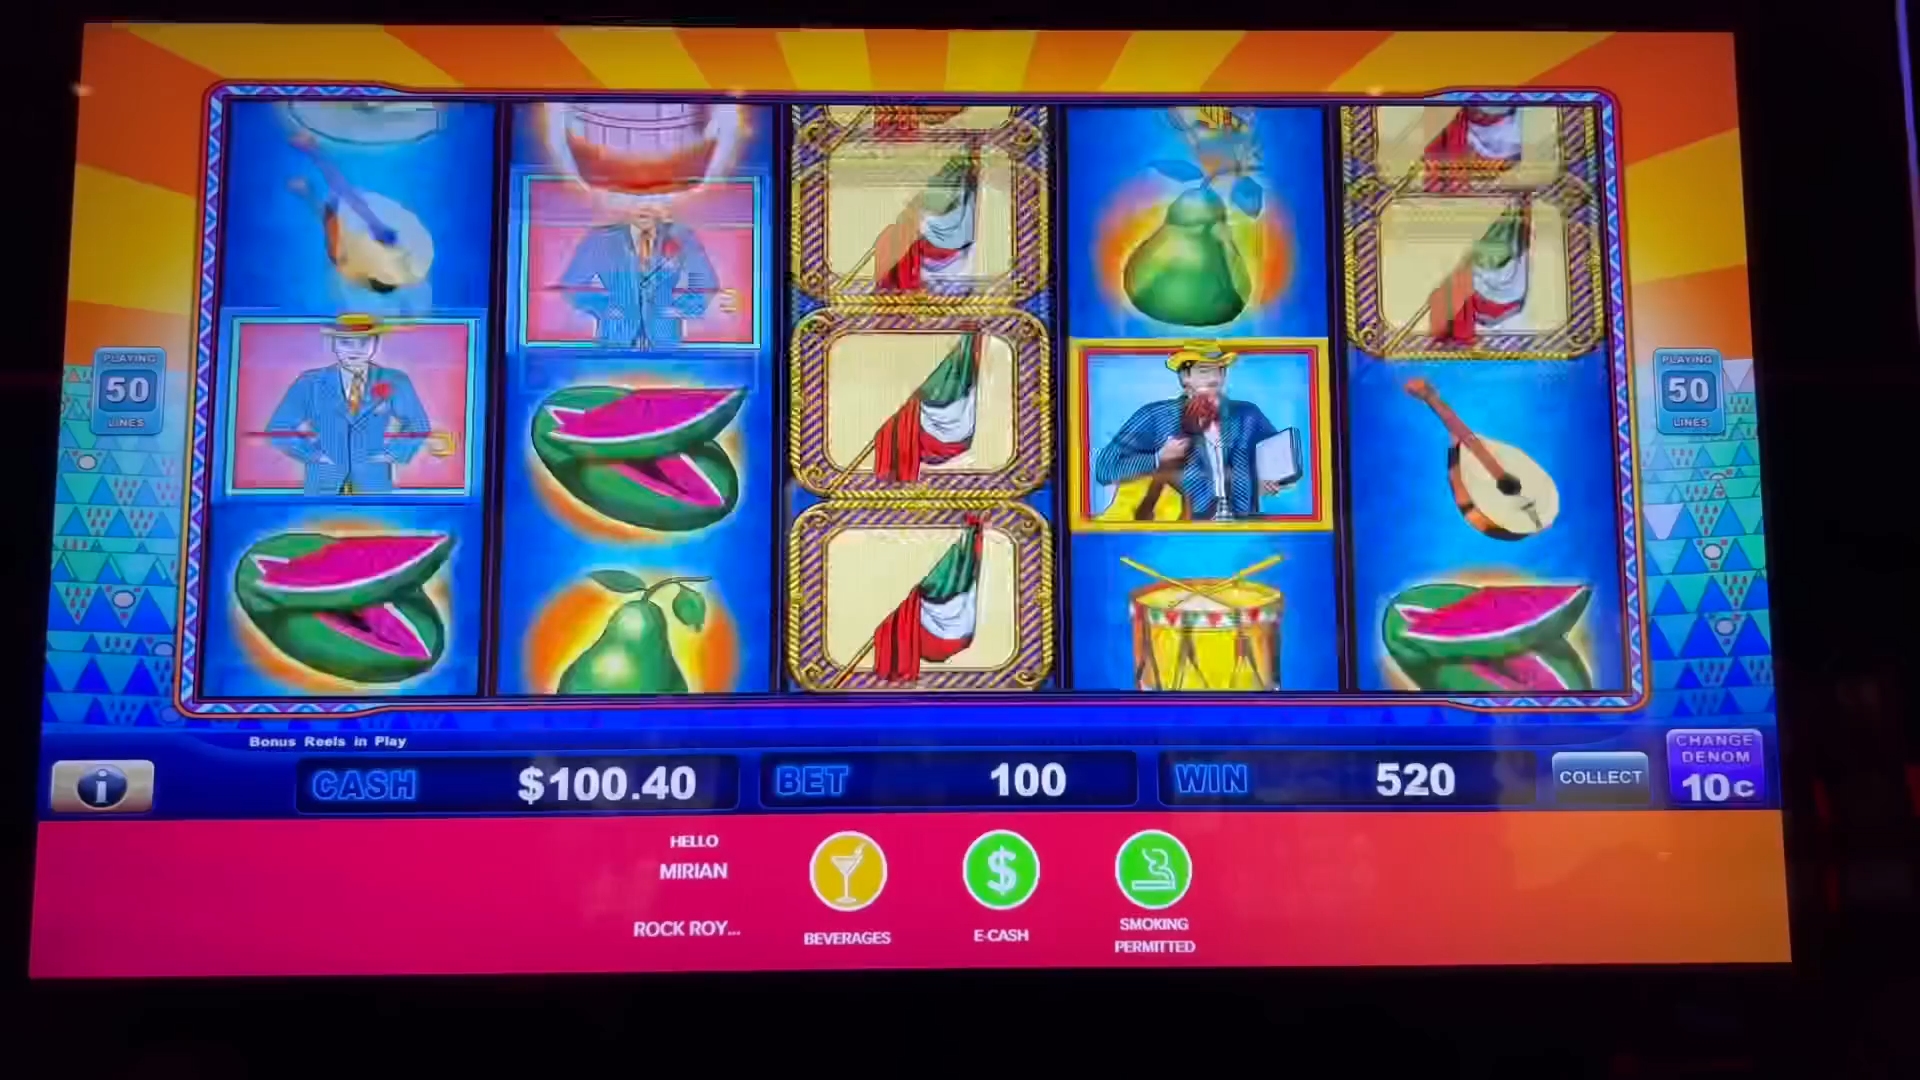 PLAYING
50
LINES
PLAYING
50
LINES
Bonus Reels in Play
CASH $100.40
BET 100
WIN 520
COLLECT
CHANGE
DENOM
10¢
HELLO
MIRIAN
ROCK ROY...
BEVERAGES
E-CASH
SMOKING
PERMITTED